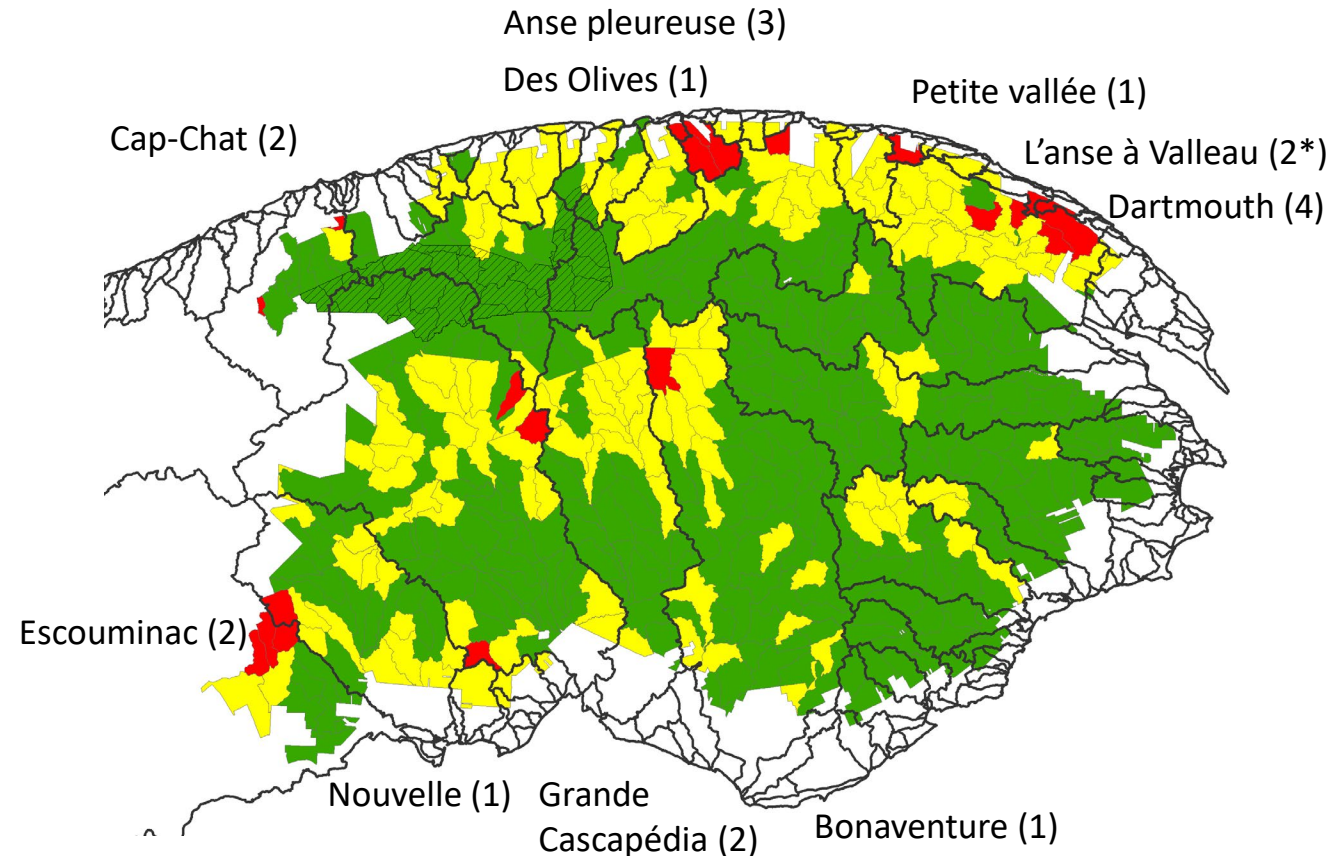 Anse pleureuse (3)
Des Olives (1)
Petite vallée (1)
Cap-Chat (2)
L’anse à Valleau (2*)
Dartmouth (4)
Escouminac (2)
Nouvelle (1)
Grande
Cascapédia (2)
Bonaventure (1)